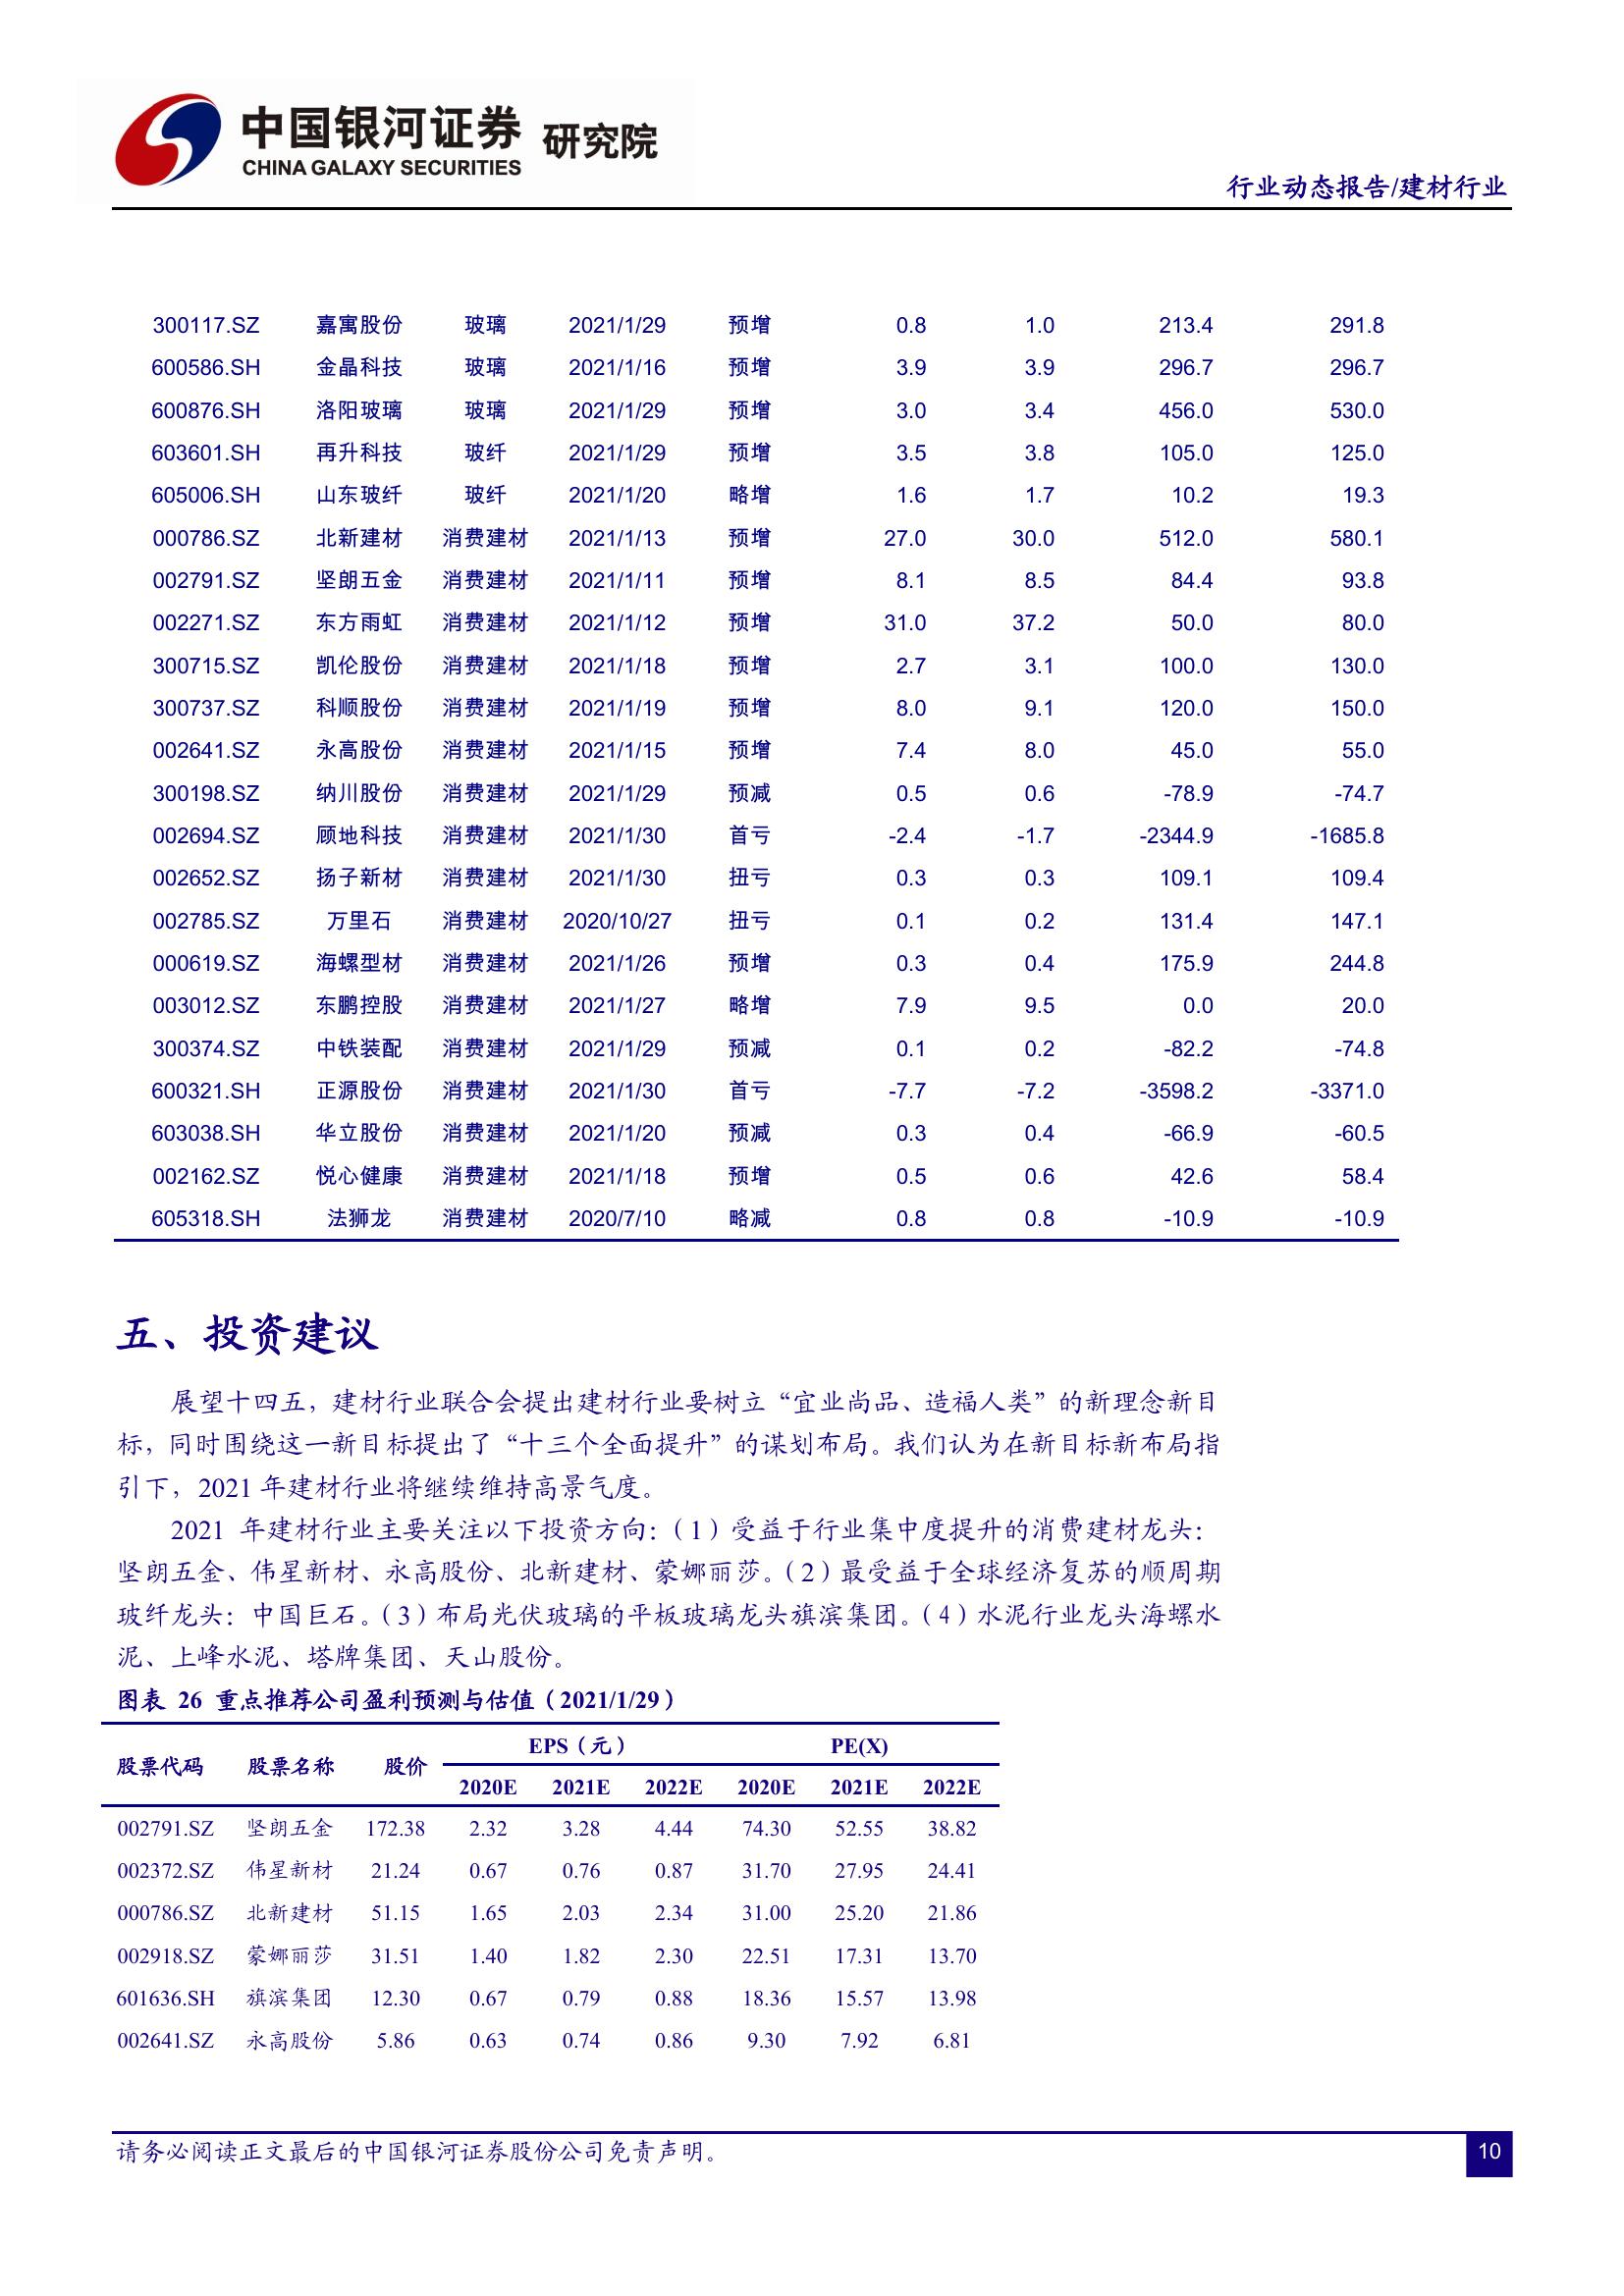 中国银河证券 研究院
CHINA GALAXY SECURITIES
行业动态报告/建材行业
300117.SZ 嘉寓股份 玻璃 2021/1/29 预增 0.8 1.0 213.4 291.8
600586.SH 金晶科技 玻璃 2021/1/16 预增 3.9 3.9 296.7 296.7
600876.SH 洛阳玻璃 玻璃 2021/1/29 预增 3.0 3.4 456.0 530.0
603601.SH 再升科技 玻纤 2021/1/29 预增 3.5 3.8 105.0 125.0
605006.SH 山东玻纤 玻纤 2021/1/20 略增 1.6 1.7 10.2 19.3
000786.SZ 北新建材 消费建材 2021/1/13 预增 27.0 30.0 512.0 580.1
002791.SZ 坚朗五金 消费建材 2021/1/11 预增 8.1 8.5 84.4 93.8
002271.SZ 东方雨虹 消费建材 2021/1/12 预增 31.0 37.2 50.0 80.0
300715.SZ 凯伦股份 消费建材 2021/1/18 预增 2.7 3.1 100.0 130.0
300737.SZ 科顺股份 消费建材 2021/1/19 预增 8.0 9.1 120.0 150.0
002641.SZ 永高股份 消费建材 2021/1/15 预增 7.4 8.0 45.0 55.0
300198.SZ 纳川股份 消费建材 2021/1/29 预减 0.5 0.6 -78.9 -74.7
002694.SZ 顾地科技 消费建材 2021/1/30 首亏 -2.4 -1.7 -2344.9 -1685.8
002652.SZ 扬子新材 消费建材 2021/1/30 扭亏 0.3 0.3 109.1 109.4
002785.SZ 万里石 消费建材 2020/10/27 扭亏 0.1 0.2 131.4 147.1
000619.SZ 海螺型材 消费建材 2021/1/26 预增 0.3 0.4 175.9 244.8
003012.SZ 东鹏控股 消费建材 2021/1/27 略增 7.9 9.5 0.0 20.0
300374.SZ 中铁装配 消费建材 2021/1/29 预减 0.1 0.2 -82.2 -74.8
600321.SH 正源股份 消费建材 2021/1/30 首亏 -7.7 -7.2 -3598.2 -3371.0
603038.SH 华立股份 消费建材 2021/1/20 预减 0.3 0.4 -66.9 -60.5
002162.SZ 悦心健康 消费建材 2021/1/18 预增 0.5 0.6 42.6 58.4
605318.SH 法狮龙 消费建材 2020/7/10 略减 0.8 0.8 -10.9 -10.9
五、投资建议
展望十四五，建材行业联合会提出建材行业要树立“宜业尚品、造福人类”的新理念新目
标，同时围绕这一新目标提出了“十三个全面提升”的谋划布局。我们认为在新目标新布局指
引下，2021 年建材行业将继续维持高景气度。
2021 年建材行业主要关注以下投资方向：（1）受益于行业集中度提升的消费建材龙头：
坚朗五金、伟星新材、永高股份、北新建材、蒙娜丽莎。（2）最受益于全球经济复苏的顺周期
玻纤龙头：中国巨石。（3）布局光伏玻璃的平板玻璃龙头旗滨集团。（4）水泥行业龙头海螺水
泥、上峰水泥、塔牌集团、天山股份。
图表 26 重点推荐公司盈利预测与估值（2021/1/29）
股票代码 股票名称 股价 EPS（元） PE(X)
2020E 2021E 2022E 2020E 2021E 2022E
002791.SZ 坚朗五金 172.38 2.32 3.28 4.44 74.30 52.55 38.82
002372.SZ 伟星新材 21.24 0.67 0.76 0.87 31.70 27.95 24.41
000786.SZ 北新建材 51.15 1.65 2.03 2.34 31.00 25.20 21.86
002918.SZ 蒙娜丽莎 31.51 1.40 1.82 2.30 22.51 17.31 13.70
601636.SH 旗滨集团 12.30 0.67 0.79 0.88 18.36 15.57 13.98
002641.SZ 永高股份 5.86 0.63 0.74 0.86 9.30 7.92 6.81
请务必阅读正文最后的中国银河证券股份公司免责声明。
10